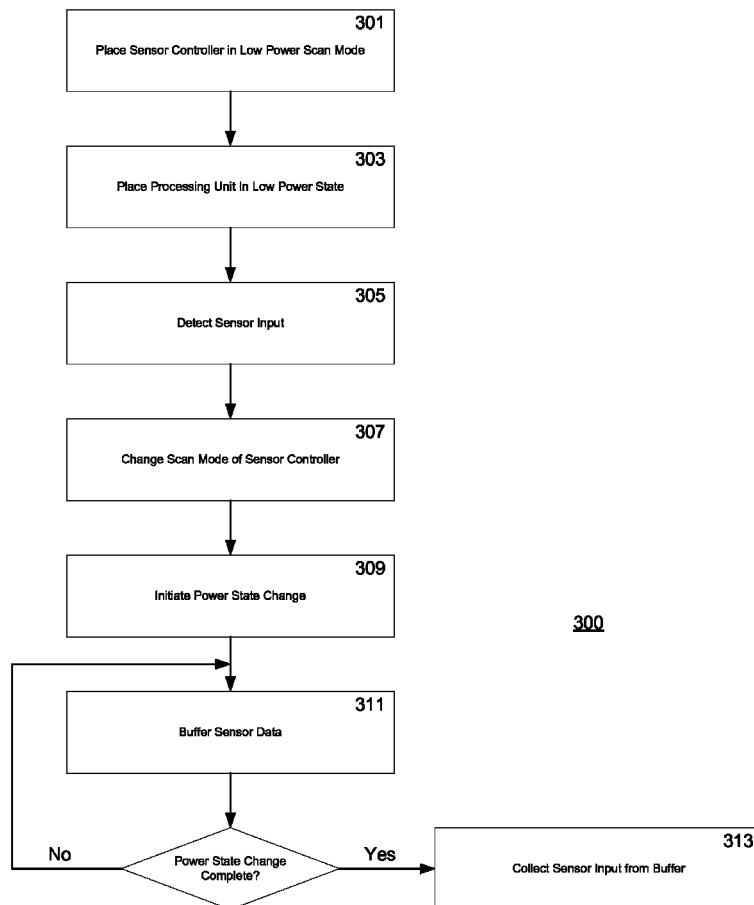 301
Place Sensor Controller in Low Power Scan Mode
303
Place Processing Unit In Low Power State
305
Detect Sensor Input
307
Change Scan Mode of Sensor Controller
309
Initiate Power State Change
300
311
Buffer Sensor Data
No
Power State Change
Complete?
Yes
313
Collect Sensor Input from Buffer